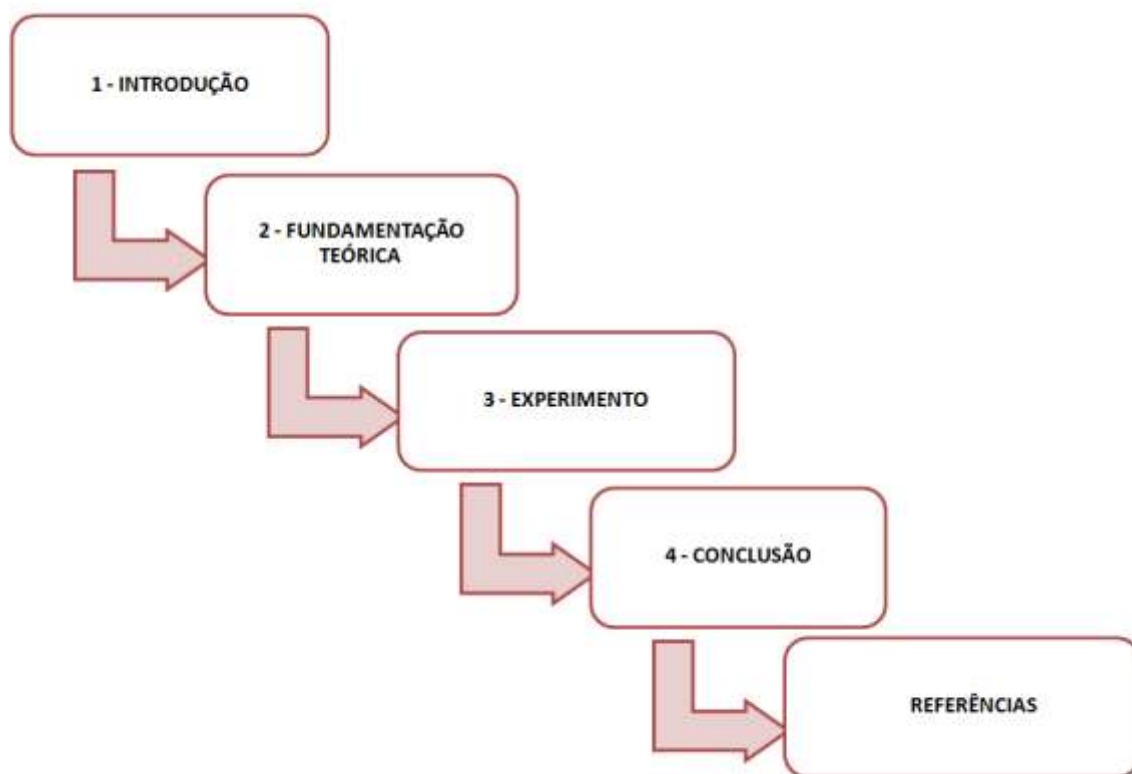 1 - INTRODUÇÃO
2 - FUNDAMENTAÇÃO
TEÓRICA
3 - EXPERIMENTO
4 - CONCLUSÃO
REFERÊNCIAS